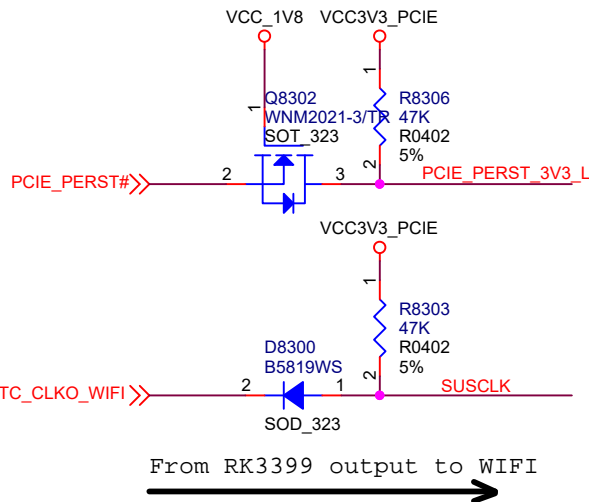 VCC_1V8 VCC3V3_PCIE
1 1
Q8302 R8306
WNM2021-3/TR 47K
SOT_323 R0402
5%
PCIE_PERST# 2 3 2 PCIE_PERST_3V3_L
VCC3V3_PCIE
1
R8303
D8300 47K
B5819WS R0402
5%
TC_CLKO_WIFI 2 1 2 SUSCLK
SOD_323
From RK3399 output to WIFI